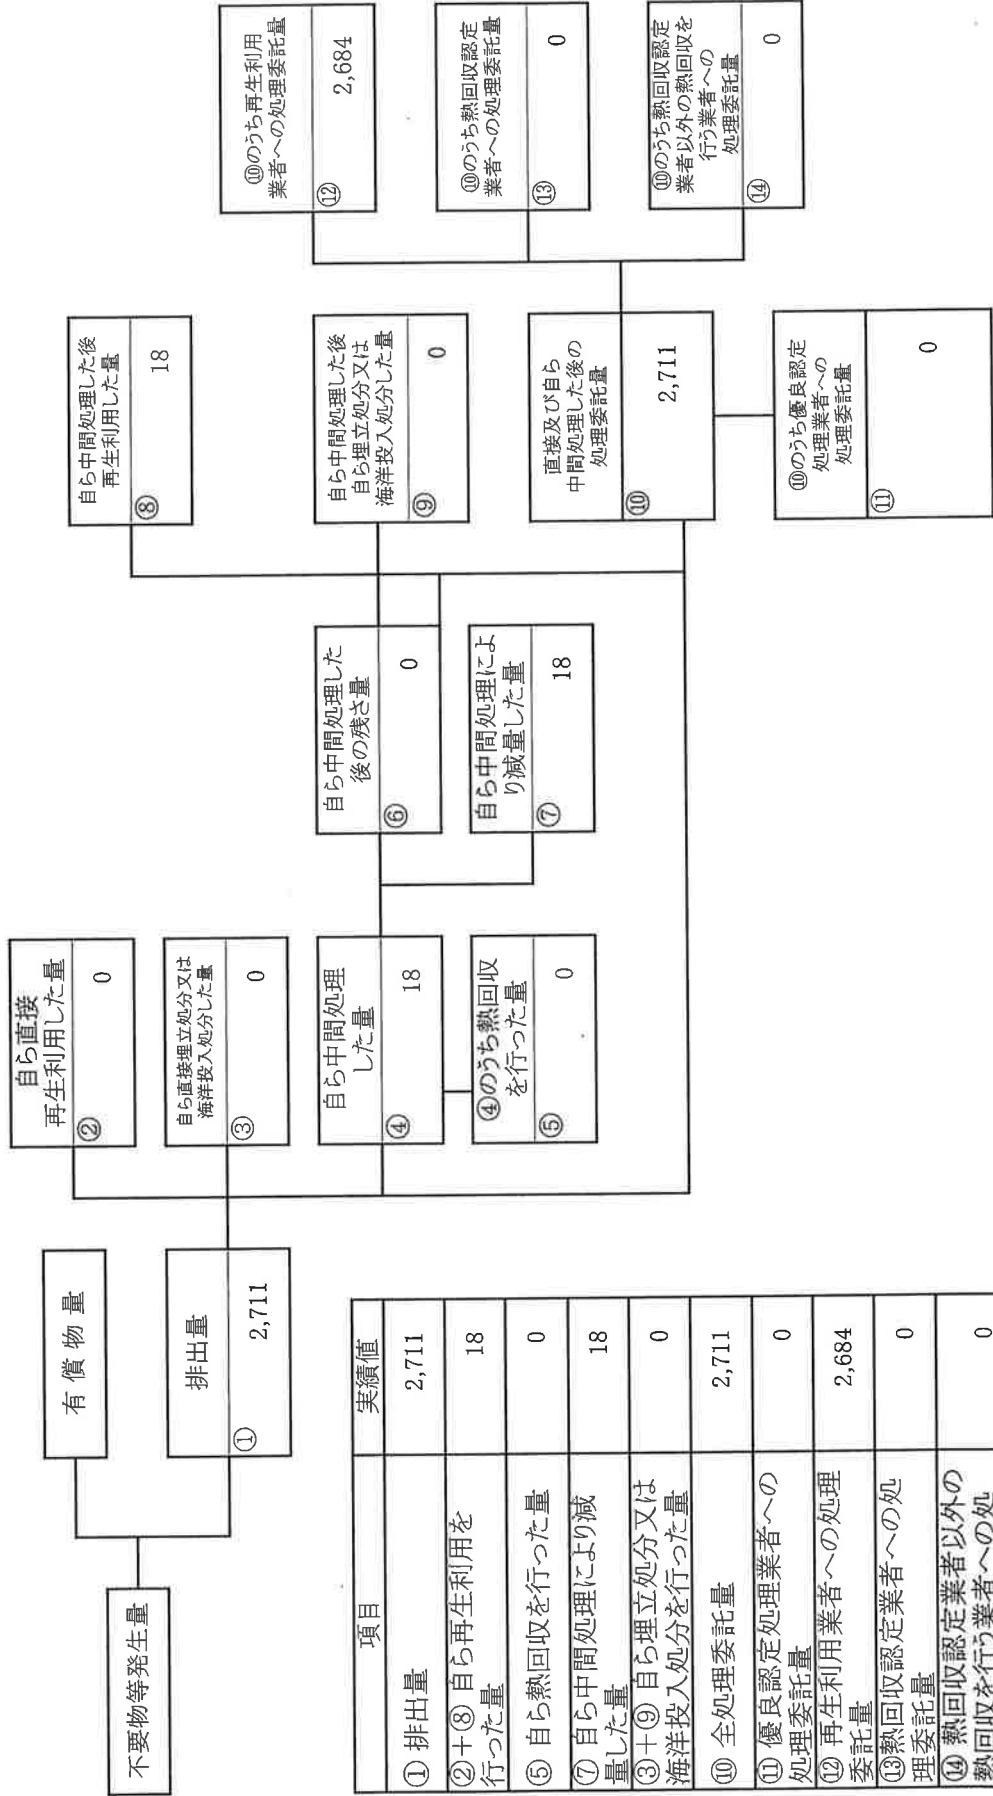 不要物等発生量
有償物量
排出量
①
2,711
自ら直接
再生利用した量
②
0
自ら直接埋立処分又は
海洋投入処分した量
③
0
自ら中間処理
した量
④
18
④のうち熱回収
を行った量
⑤
0
自ら中間処理した
後の残さ量
⑥
0
自ら中間処理によ
り減量した量
⑦
18
自ら中間処理した後
再生利用した量
⑧
18
自ら中間処理した後
自ら埋立処分又は
海洋投入処分した量
⑨
0
直接及び自ら
中間処理した後の
処理委託量
⑩
2,711
⑩のうち優良認定
処理業者への
処理委託量
⑪
0
⑩のうち再生利用
業者への処理委託量
⑫
2,684
⑩のうち熱回収認定
業者への処理委託量
⑬
0
⑩のうち熱回収認定
業者以外の熱回収を
行う業者への
処理委託量
⑭
0
項目 実績値
①排出量 2,711
②+⑧ 自ら再生利用を
行った量 18
⑤ 自ら熱回収を行った量 0
⑦ 自ら中間処理により減
量した量 18
③+⑨ 自ら埋立処分又は
海洋投入処分を行った量 0
⑩ 全処理委託量 2,711
⑪ 優良認定処理業者への
処理委託量 0
⑫ 再生利用業者への処理
委託量 2,684
⑬熱回収認定業者への処
理委託量 0
⑭ 熱回収認定業者以外の
熱回収を行う業者への処 0